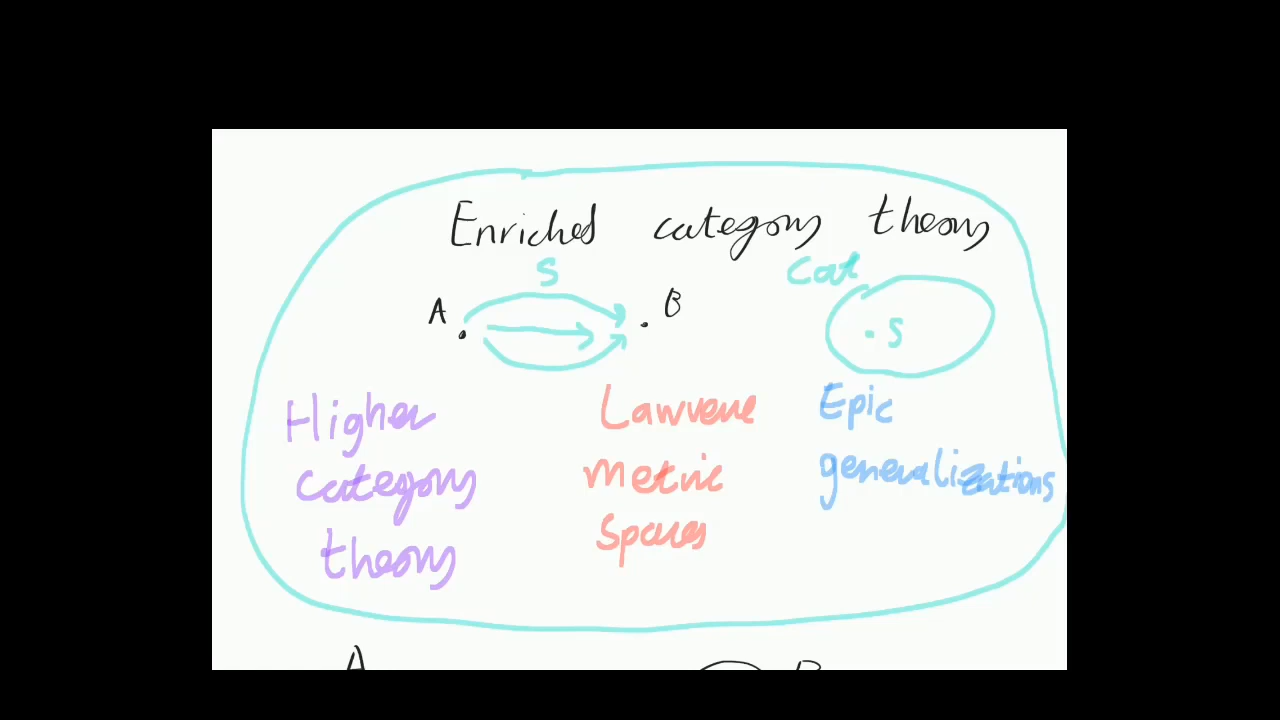 Enriched category theory
S
Cat
A
B
S
Higher
category
theory
Lawvere
metric
spaces
Epic
generalizations
A
B